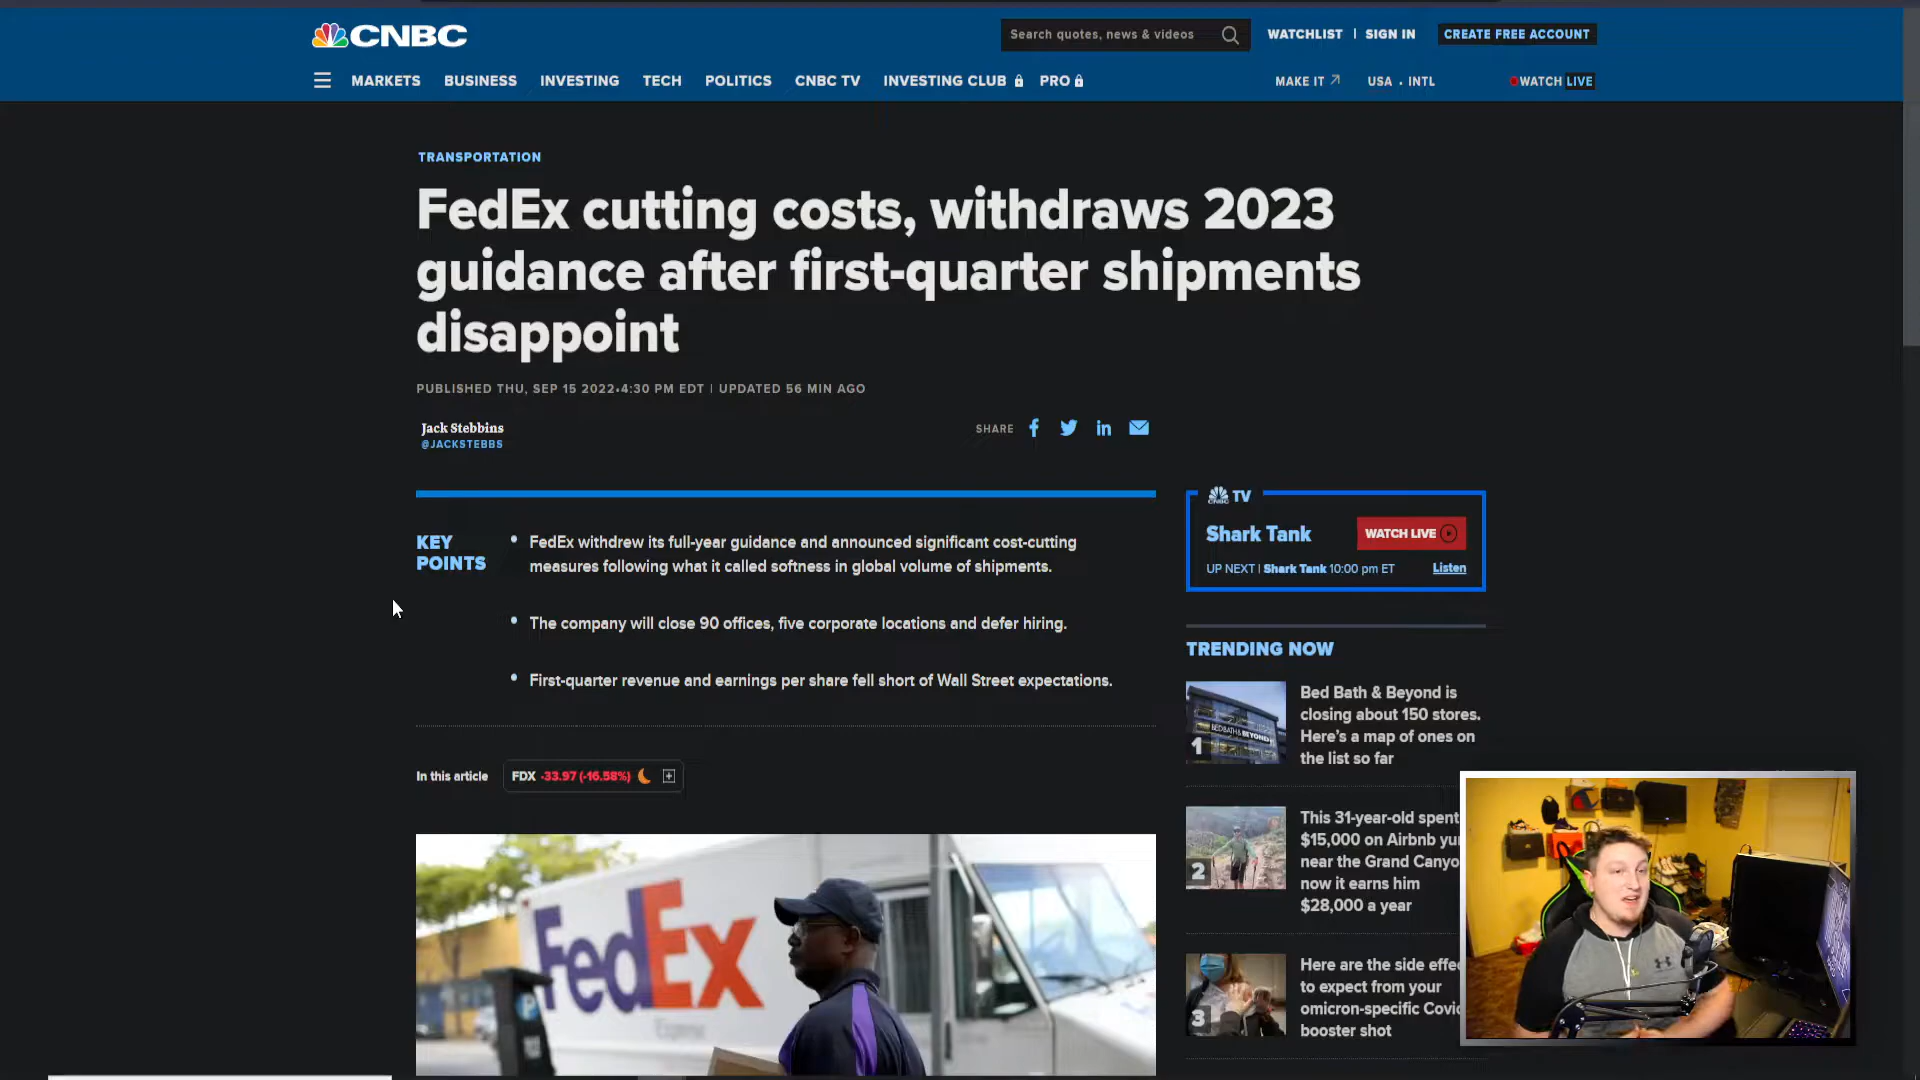 CNBC
Search quotes, news & videos
WATCHLIST | SIGN IN
CREATE FREE ACCOUNT
MARKETS BUSINESS INVESTING TECH POLITICS CNBC TV INVESTING CLUB PRO
MAKE IT USA • INTL
WATCH LIVE
TRANSPORTATION
FedEx cutting costs, withdraws 2023
guidance after first-quarter shipments
disappoint
PUBLISHED THU, SEP 15 2022•4:30 PM EDT | UPDATED 56 MIN AGO
Jack Stebbins
@JACKSTEBBS
SHARE
KEY
POINTS
• FedEx withdrew its full-year guidance and announced significant cost-cutting
measures following what it called softness in global volume of shipments.
• The company will close 90 offices, five corporate locations and defer hiring.
• First-quarter revenue and earnings per share fell short of Wall Street expectations.
In this article
FDX -33.97 (-16.58%)
FedEx
Express
CNBC TV
Shark Tank
WATCH LIVE
UP NEXT | Shark Tank 10:00 pm ET
Listen
TRENDING NOW
BED BATH & BEYOND
1
Bed Bath & Beyond is
closing about 150 stores.
Here's a map of ones on
the list so far
2
This 31-year-old spent
$15,000 on Airbnb
near the Grand
now it earns him
$28,000 a year
3
Here are the side
to expect from your
omicron-specific
booster shot